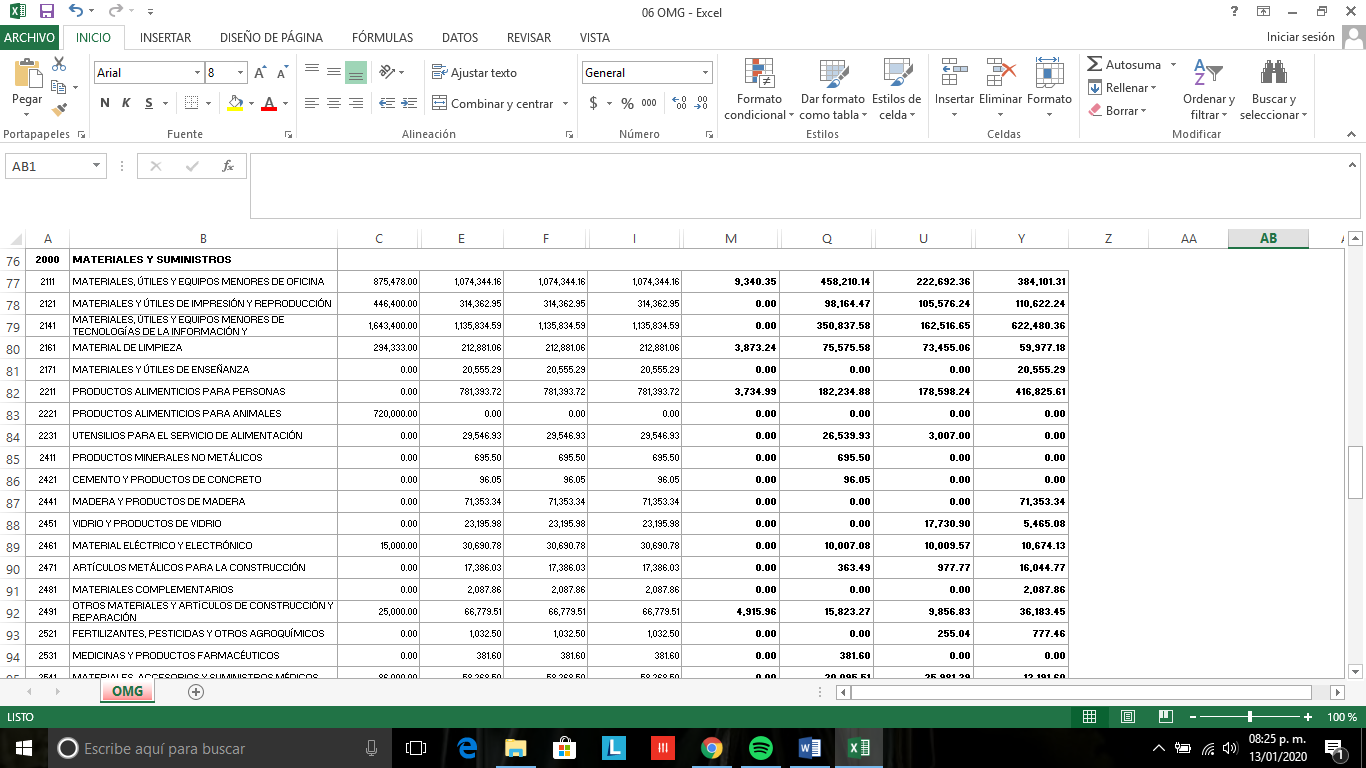 06 OMG - Excel
ARCHIVO INICIO INSERTAR DISEÑO DE PÁGINA FÓRMULAS DATOS REVISAR VISTA Iniciar sesión
Arial 8 Ajustar texto General Autosuma
Pegar N K S Combinar y centrar $ % 000 Formato condicional Dar formato como tabla Estilos de celda Insertar Eliminar Formato Rellenar Borrar Ordenar y filtrar Buscar y seleccionar
Portapapeles Fuente Alineación Número Estilos Celdas Modificar
AB1 fx
A B C E F I M Q U Y Z AA AB
76 2000 MATERIALES Y SUMINISTROS
77 2111 MATERIALES, ÚTILES Y EQUIPOS MENORES DE OFICINA 875,478.00 1,074,344.16 1,074,344.16 1,074,344.16 9,340.35 458,210.14 222,692.36 384,101.31
78 2121 MATERIALES Y ÚTILES DE IMPRESIÓN Y REPRODUCCIÓN 446,400.00 314,362.95 314,362.95 314,362.95 0.00 98,164.47 105,576.24 110,622.24
79 2141 MATERIALES, ÚTILES Y EQUIPOS MENORES DE TECNOLOGÍAS DE LA INFORMACIÓN Y 1,643,400.00 1,135,834.59 1,135,834.59 1,135,834.59 0.00 350,837.58 162,516.65 622,480.36
80 2161 MATERIAL DE LIMPIEZA 294,333.00 212,881.06 212,881.06 212,881.06 3,873.24 75,575.58 73,455.06 59,977.18
81 2171 MATERIALES Y ÚTILES DE ENSEÑANZA 0.00 20,555.29 20,555.29 20,555.29 0.00 0.00 0.00 20,555.29
82 2211 PRODUCTOS ALIMENTICIOS PARA PERSONAS 0.00 781,393.72 781,393.72 781,393.72 3,734.99 182,234.88 178,598.24 416,825.61
83 2221 PRODUCTOS ALIMENTICIOS PARA ANIMALES 720,000.00 0.00 0.00 0.00 0.00 0.00 0.00 0.00
84 2231 UTENSILIOS PARA EL SERVICIO DE ALIMENTACIÓN 0.00 29,546.93 29,546.93 29,546.93 0.00 26,539.93 3,007.00 0.00
85 2411 PRODUCTOS MINERALES NO METÁLICOS 0.00 695.50 695.50 695.50 0.00 695.50 0.00 0.00
86 2421 CEMENTO Y PRODUCTOS DE CONCRETO 0.00 96.05 96.05 96.05 0.00 96.05 0.00 0.00
87 2441 MADERA Y PRODUCTOS DE MADERA 0.00 71,353.34 71,353.34 71,353.34 0.00 0.00 0.00 71,353.34
88 2451 VIDRIO Y PRODUCTOS DE VIDRIO 0.00 23,195.98 23,195.98 23,195.98 0.00 0.00 17,730.90 5,465.08
89 2461 MATERIAL ELÉCTRICO Y ELECTRÓNICO 15,000.00 30,690.78 30,690.78 30,690.78 0.00 10,007.08 10,009.57 10,674.13
90 2471 ARTÍCULOS METÁLICOS PARA LA CONSTRUCCIÓN 0.00 17,386.03 17,386.03 17,386.03 0.00 363.49 977.77 16,044.77
91 2481 MATERIALES COMPLEMENTARIOS 0.00 2,087.86 2,087.86 2,087.86 0.00 0.00 0.00 2,087.86
92 2491 OTROS MATERIALES Y ARTÍCULOS DE CONSTRUCCIÓN Y REPARACIÓN 25,000.00 66,779.51 66,779.51 66,779.51 4,915.96 15,823.27 9,856.83 36,183.45
93 2521 FERTILIZANTES, PESTICIDAS Y OTROS AGROQUÍMICOS 0.00 1,032.50 1,032.50 1,032.50 0.00 0.00 255.04 777.46
94 2531 MEDICINAS Y PRODUCTOS FARMACÉUTICOS 0.00 381.60 381.60 381.60 0.00 381.60 0.00 0.00
MATERIALES, ACCESORIOS Y SUMINISTROS MÉDICOS
OMG
LISTO 100 %
Escribe aquí para buscar 08:25 p. m.
13/01/2020